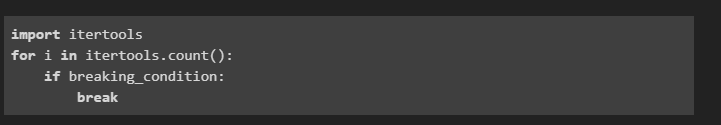 import itertools
for i in itertools.count():
    if breaking_condition:
        break